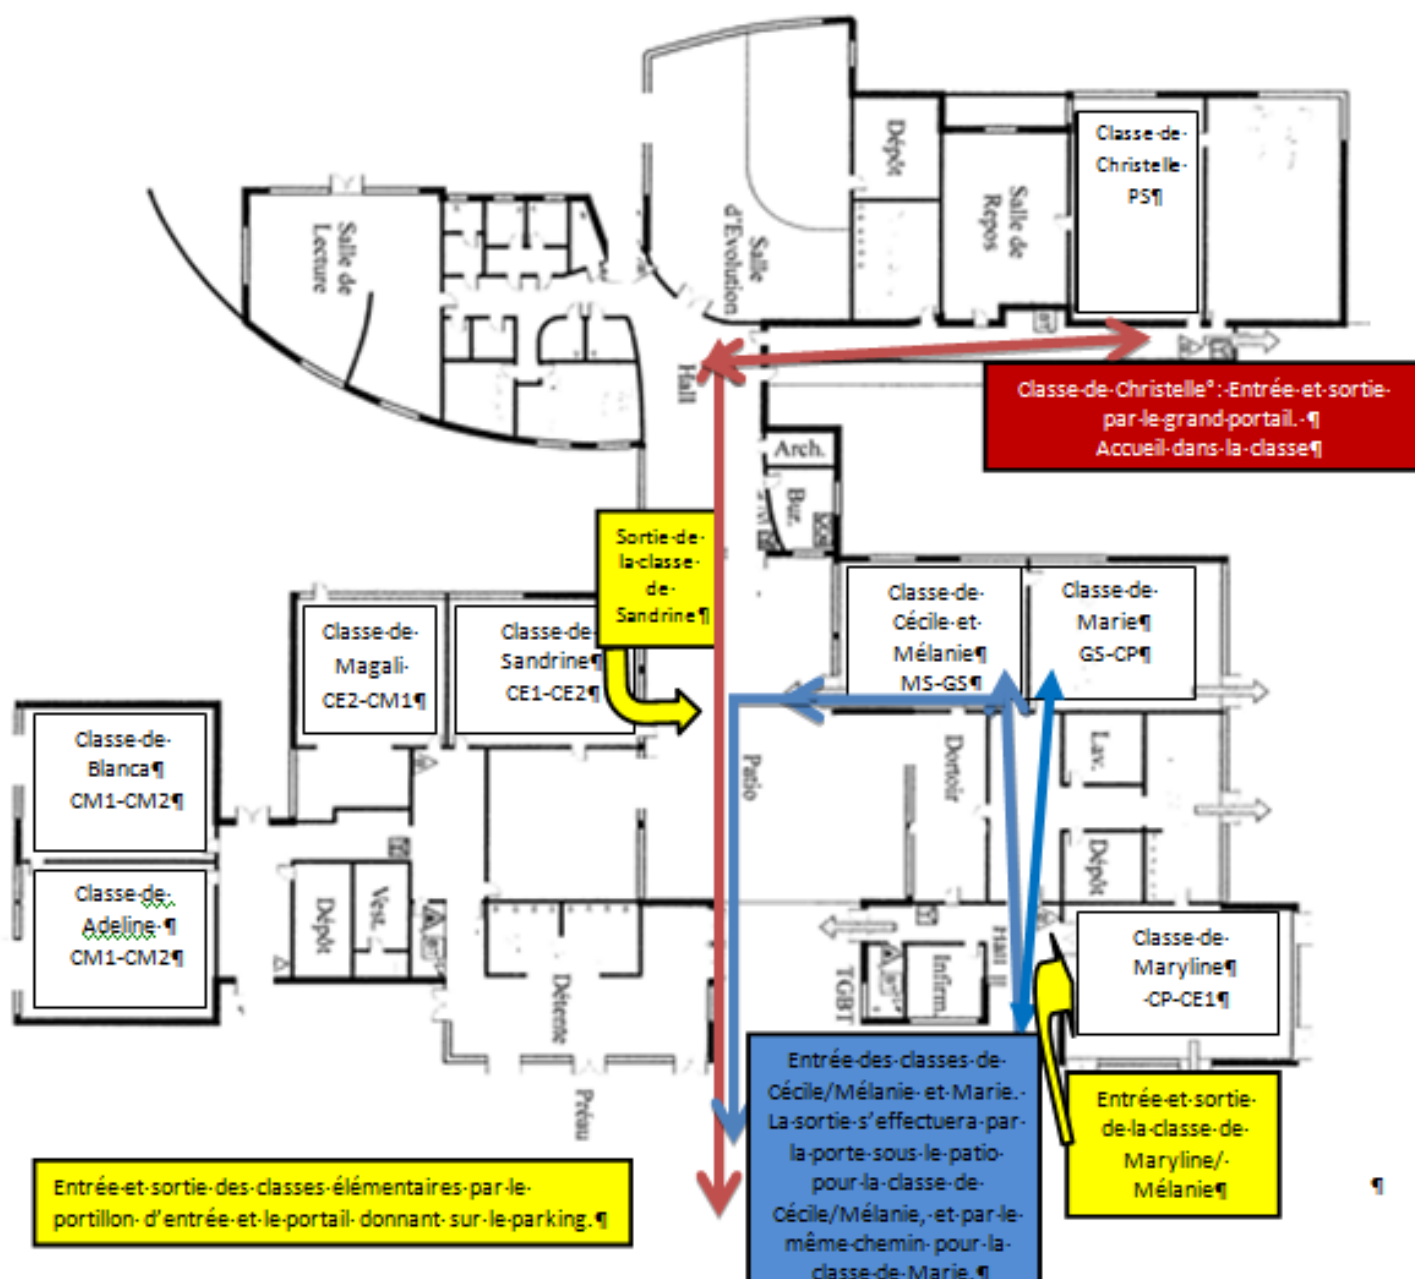 Dépôt
Salle de
Repos
Classe·de·
Christelle·
PS¶
Salle de
Lecture
Salle
d'Evolution
Hall
Classe·de·Christelle°:·Entrée·et·sortie·
par·le·grand·portail.·¶
Accueil·dans·la·classe¶
Arch.
Bur.
Sortie·de·
la·classe·
de·
Sandrine¶
Classe·de·
Magali·
CE2-CM1¶
Classe·de·
Sandrine¶
CE1-CE2¶
Classe·de·
Cécile·et·
Mélanie¶
MS-GS¶
Classe·de·
Marie¶
GS-CP¶
Classe·de·
Blanca¶
CM1-CM2¶
Patio
Dortoir
Lav.
Dépôt
Classe·de·
Adeline·¶
CM1-CM2¶
Dépôt
Vest.
Détente
Préau
TGBT
Infirm.
Hall
Classe·de·
Maryline¶
·CP-CE1¶
Entrée·des·classes·de·
Cécile/Mélanie·et·Marie.·
La·sortie·s'effectuera·par·
la·porte·sous·le·patio·
pour·la·classe·de·
Cécile/Mélanie,·et·par·le·
même·chemin·pour·la·
classe·de·Marie.¶
Entrée·et·sortie·
de·la·classe·de·
Maryline/·
Mélanie¶
¶
Entrée·et·sortie·des·classes·élémentaires·par·le·
portillon·d'entrée·et·le·portail·donnant·sur·le·parking.¶